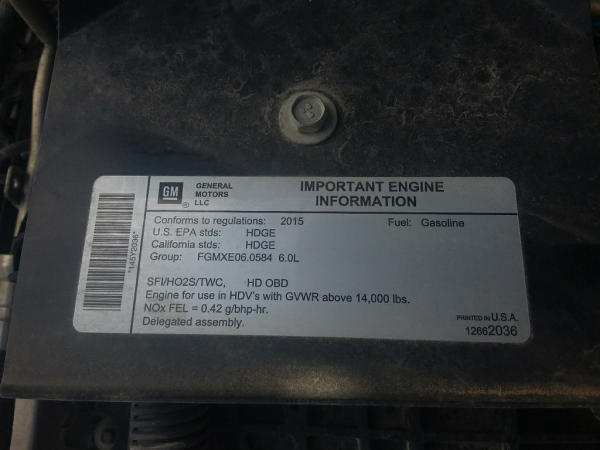 *145Y2036*
GM
®
GENERAL
MOTORS
LLC
IMPORTANT ENGINE
INFORMATION
Conforms to regulations: 2015
Fuel: Gasoline
U.S. EPA stds: HDGE
California stds: HDGE
Group: FGMXE06.0584 6.0L
SFI/HO2S/TWC, HD OBD
Engine for use in HDV's with GVWR above 14,000 lbs.
NOx FEL = 0.42 g/bhp-hr.
Delegated assembly.
PRINTED IN U.S.A.
12662036